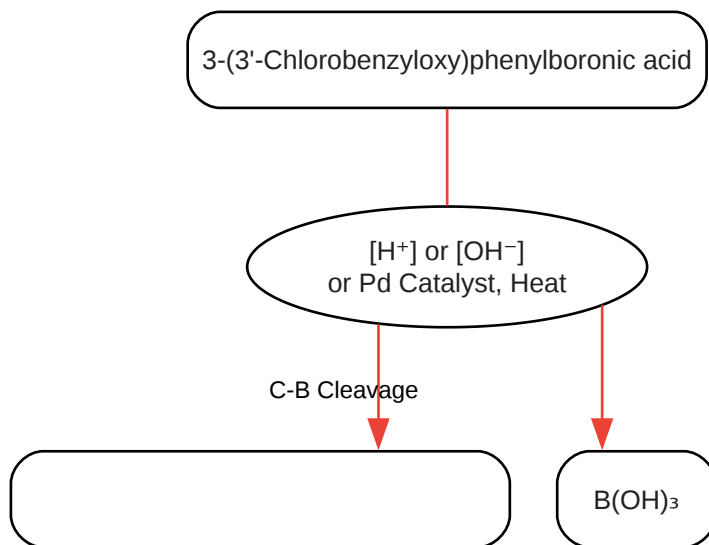 3-(3'-Chlorobenzyloxy)phenylboronic acid
[H⁺] or [OH⁻]
or Pd Catalyst, Heat
C-B Cleavage
B(OH)₃